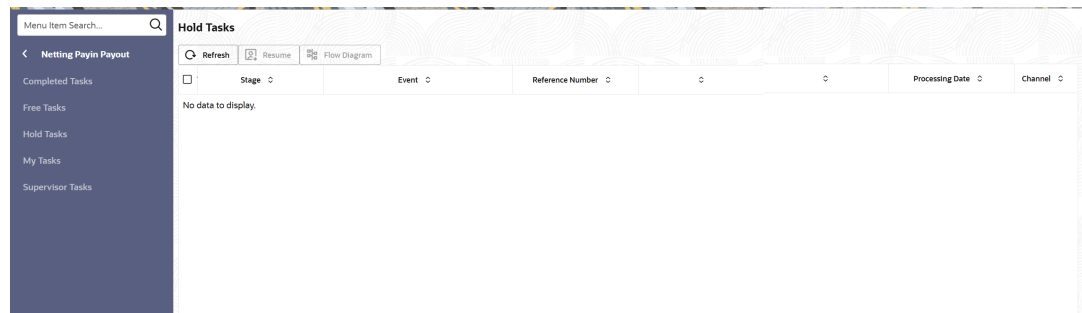 Menu Item Search...
Netting Payin Payout
Completed Tasks
Free Tasks
Hold Tasks
My Tasks
Supervisor Tasks
Hold Tasks
Refresh Resume Flow Diagram
Stage Event Reference Number Processing Date Channel
No data to display.